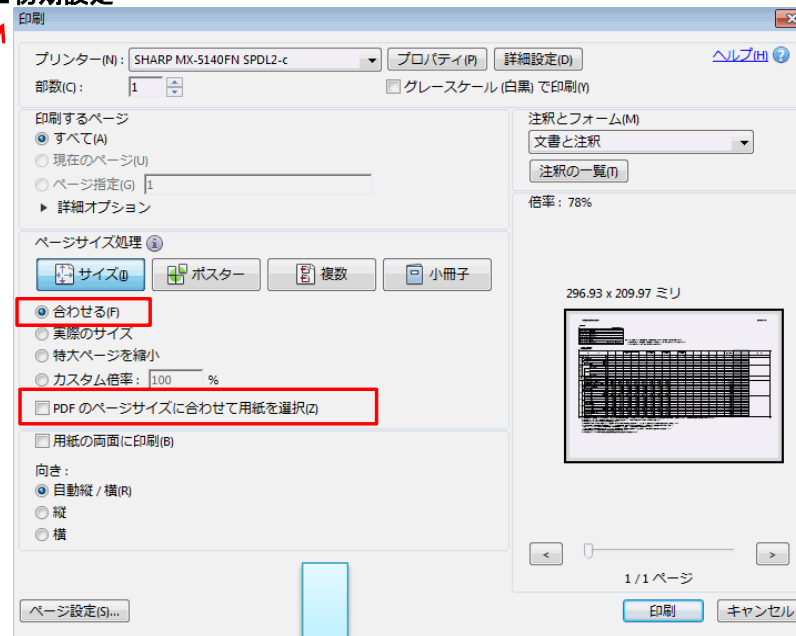 印刷
プリンター(N): SHARP MX-5140FN SPDL2-c プロパティ(P) 詳細設定(D) ヘルプ(H)
部数(C): 1 グレースケール (白黒) で印刷(Y)
印刷するページ
すべて(A)
現在のページ(U)
ページ指定(G) 1
詳細オプション
注釈とフォーム(M)
文書と注釈
注釈の一覧(T)
倍率: 78%
ページサイズ処理
サイズ(I) ポスター 複数 小冊子
合わせる(F)
実際のサイズ
特大ページを縮小
カスタム倍率: 100 %
PDF のページサイズに合わせて用紙を選択(Z)
用紙の両面に印刷(B)
向き:
自動縦 / 横(R)
縦
横
296.93 x 209.97 ミリ
< >
1 / 1 ページ
ページ設定(S)... 印刷 キャンセル